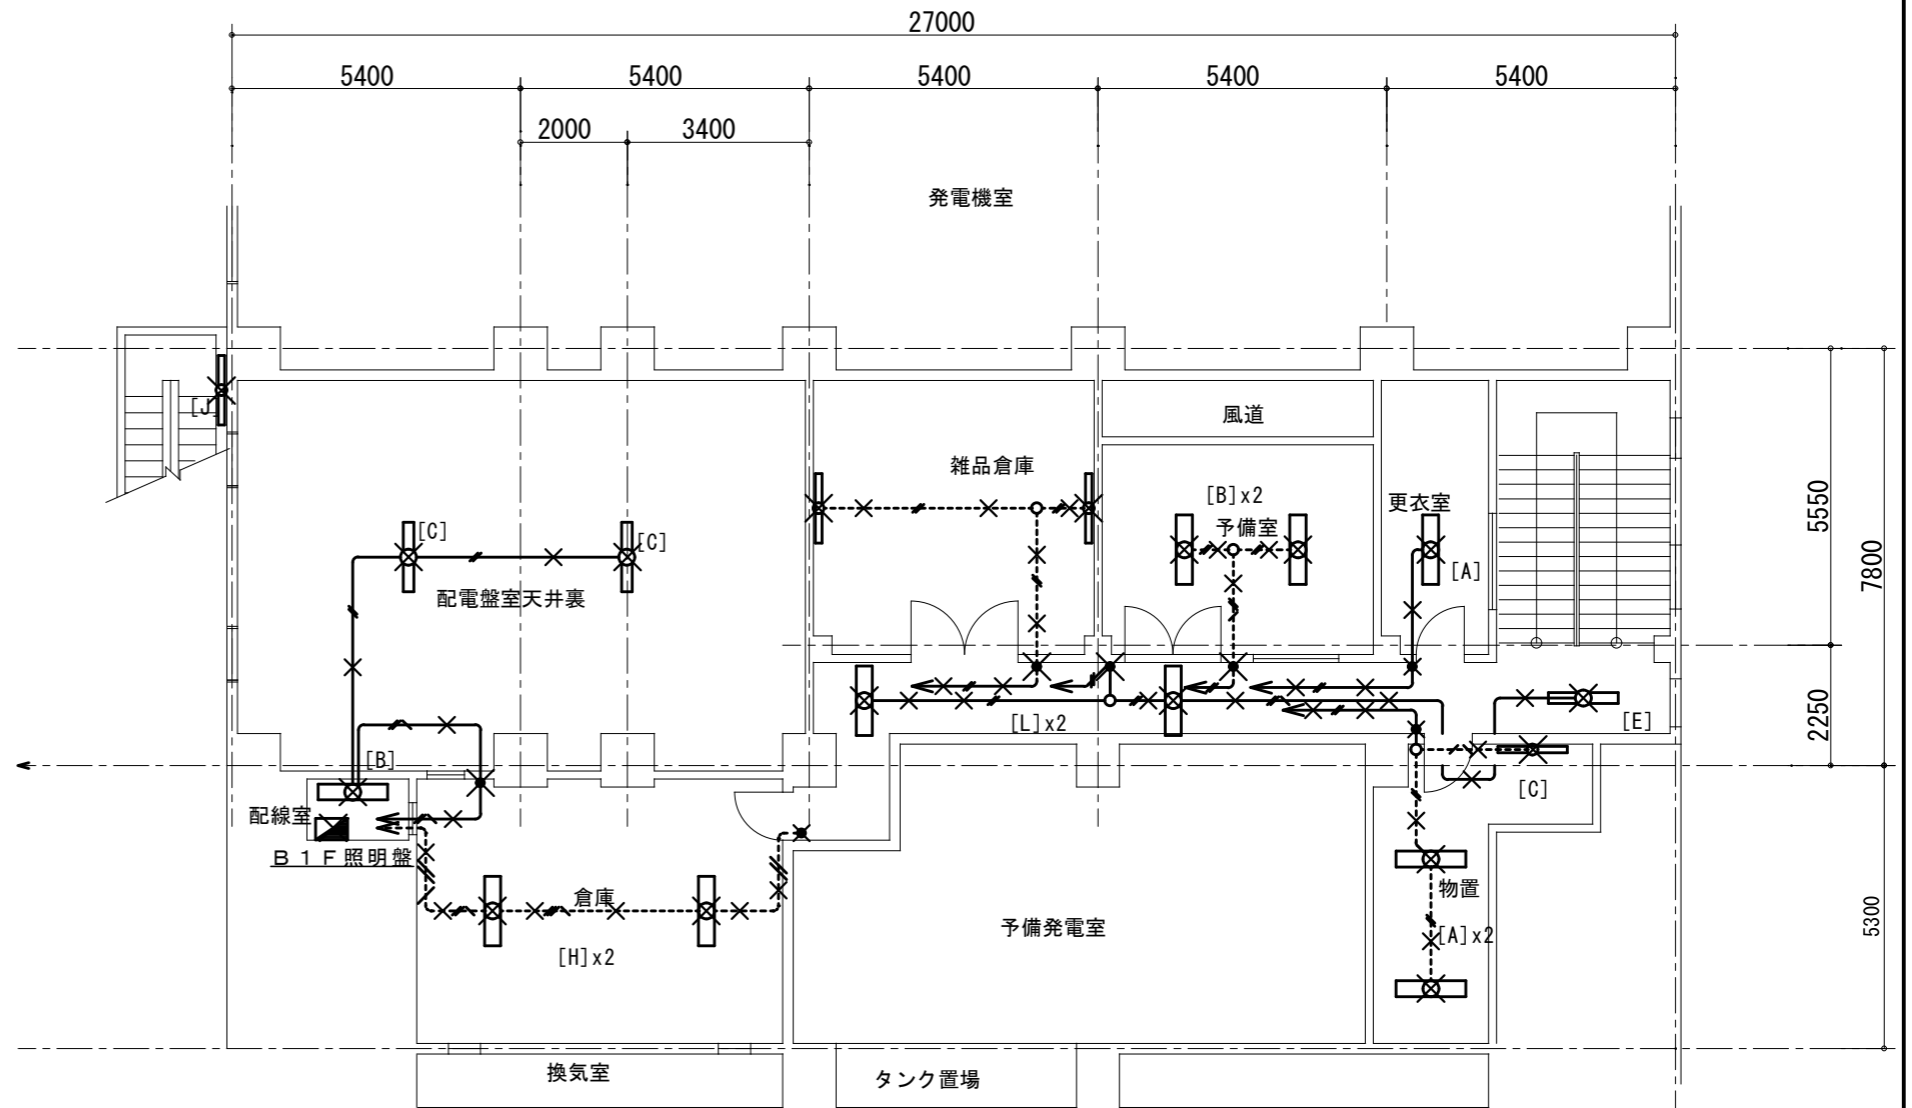 27000
5400
5400
5400
5400
5400
2000
3400
発電機室
[J]
風道
雑品倉庫
[B]x2
予備室
更衣室
[A]
[C]
[C]
配電盤室天井裏
5550
7800
2250
[L]x2
[E]
[B]
[C]
配線室
B1F照明盤
倉庫
[H]x2
予備発電室
物置
[A]x2
5300
換気室
タンク置場